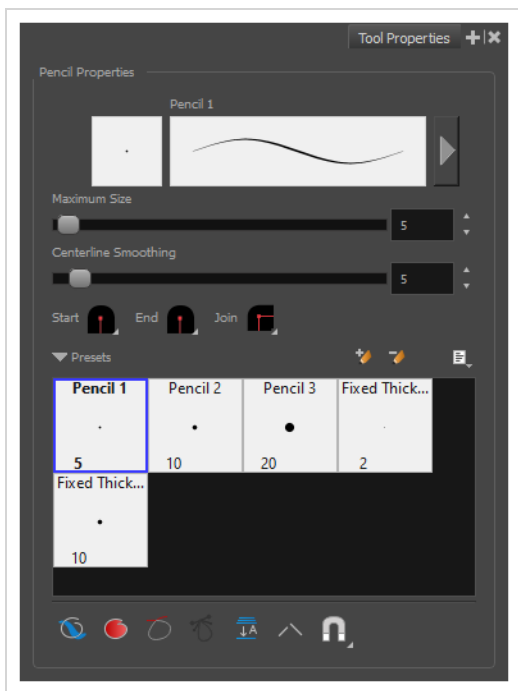 Tool Properties
Pencil Properties
Pencil 1
Maximum Size
5
Centerline Smoothing
5
Start End Join
Presets
Pencil 1 Pencil 2 Pencil 3 Fixed Thick...
5 10 20 2
Fixed Thick...
10
A